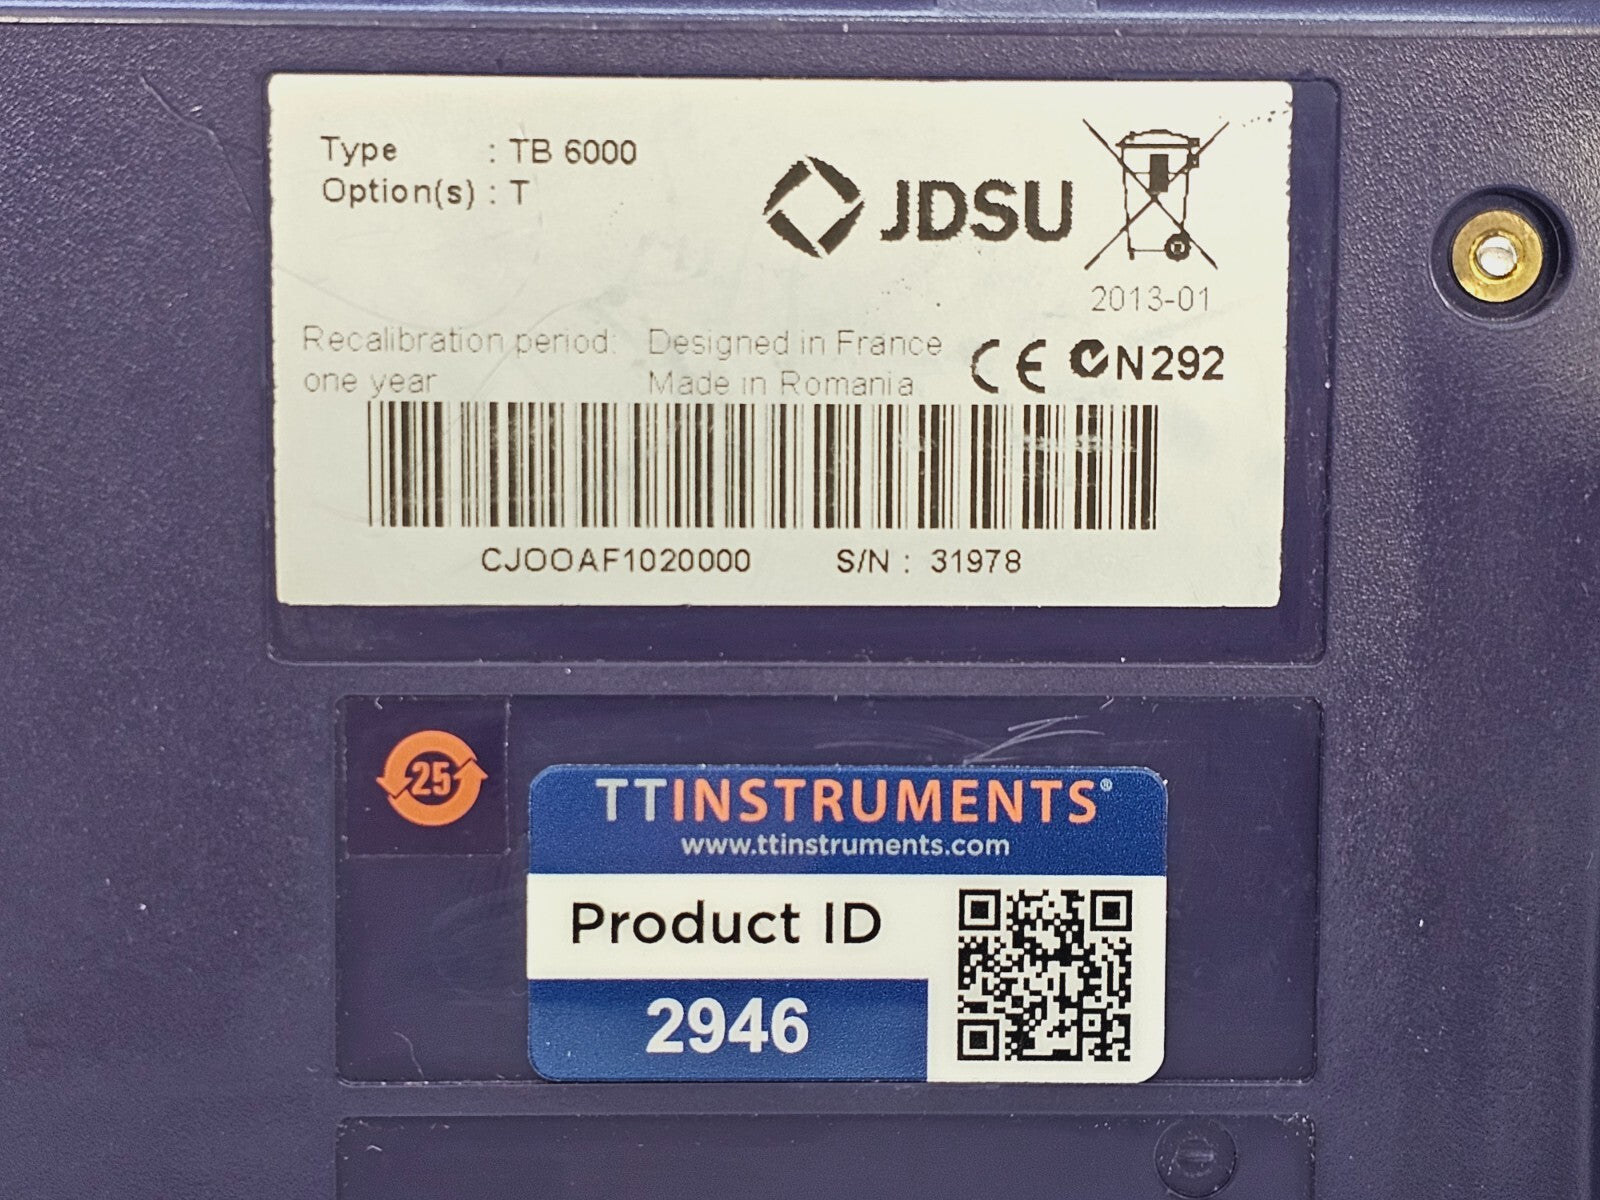 Type : TB 6000
Option(s) : T
JDSU
2013-01
Recalibration period: Designed in France
one year Made in Romania
CE N292
CJOOAF1020000 S/N : 31978
25
TTINSTRUMENTS®
www.ttinstruments.com
Product ID
2946